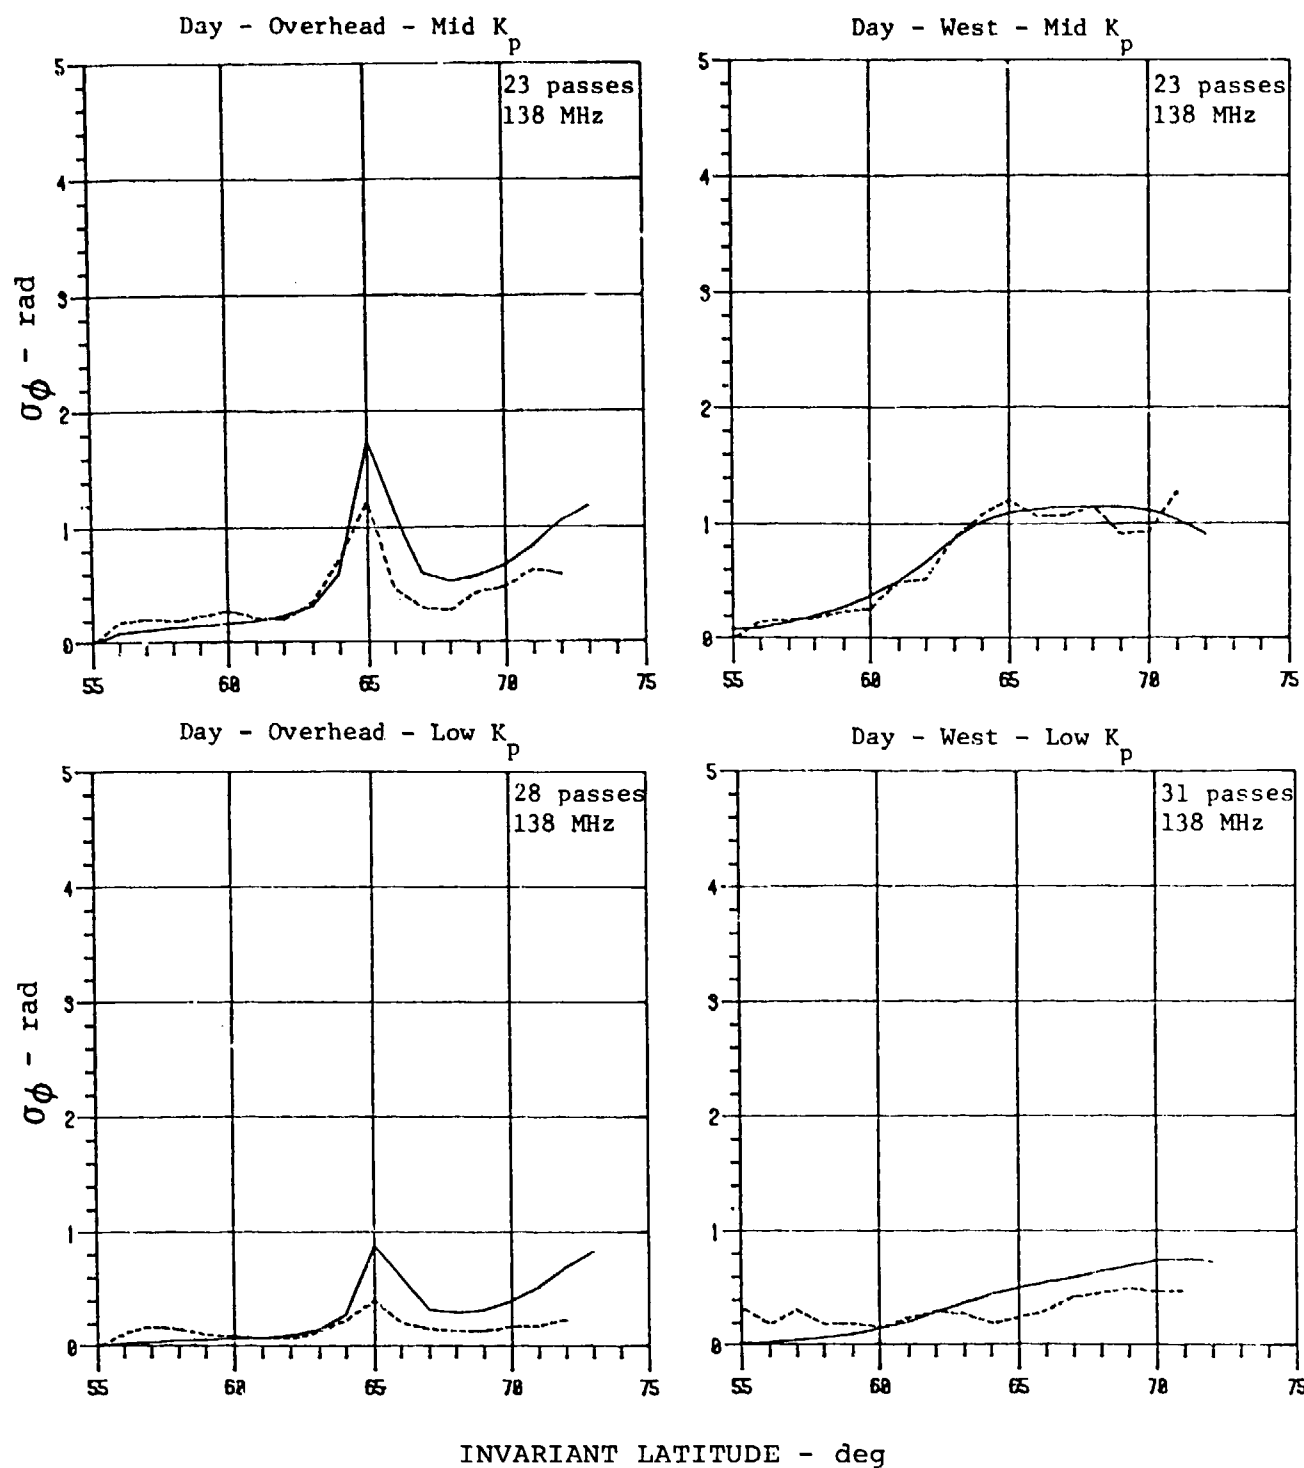 Day - Overhead - Mid Kp
23 passes
138 MHz
σϕ - rad
5
4
3
2
1
0
55 60 65 70 75
Day - West - Mid Kp
23 passes
138 MHz
5
4
3
2
1
0
55 60 65 70 75
Day - Overhead - Low Kp
28 passes
138 MHz
σϕ - rad
5
4
3
2
1
0
55 60 65 70 75
Day - West - Low Kp
31 passes
138 MHz
5
4
3
2
1
0
55 60 65 70 75
INVARIANT LATITUDE - deg